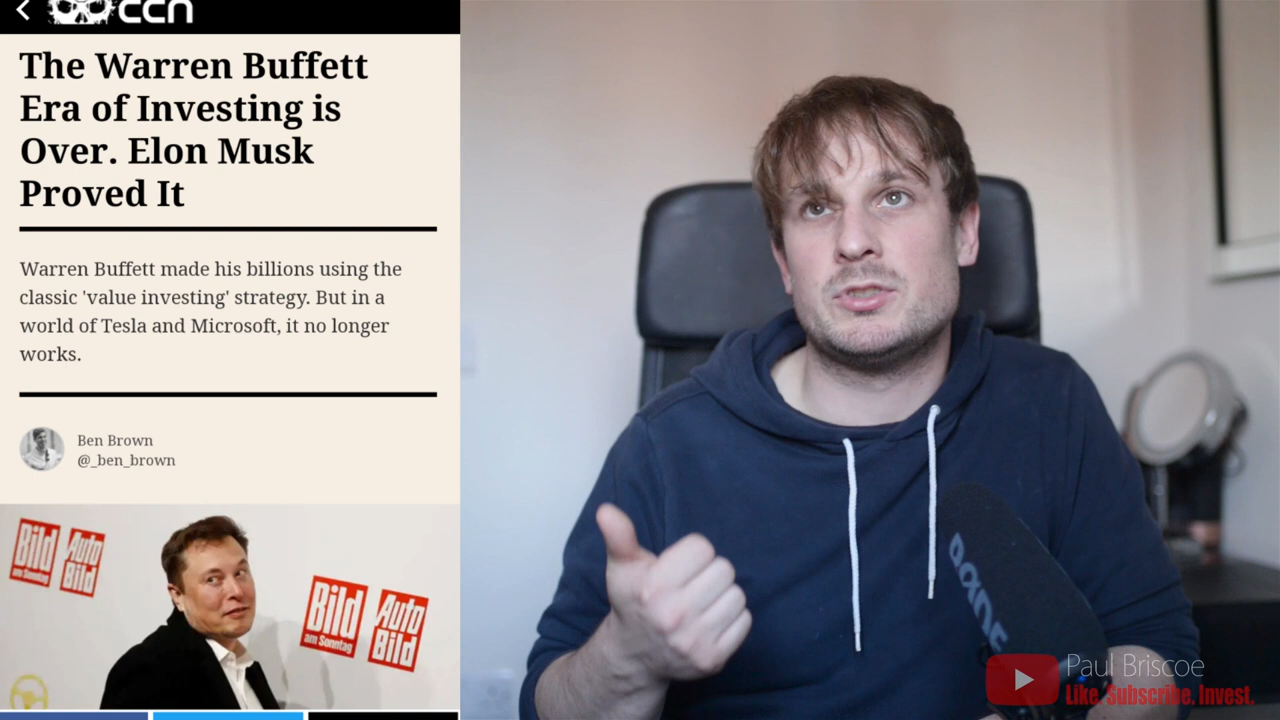 ccn
The Warren Buffett
Era of Investing is
Over. Elon Musk
Proved It
Warren Buffett made his billions using the
classic 'value investing' strategy. But in a
world of Tesla and Microsoft, it no longer
works.
Ben Brown
@_ben_brown
Bild
am Sonntag
Auto
Bild
Bild
am Sonntag
Auto
Bild
Paul Briscoe
Like. Subscribe. Invest.